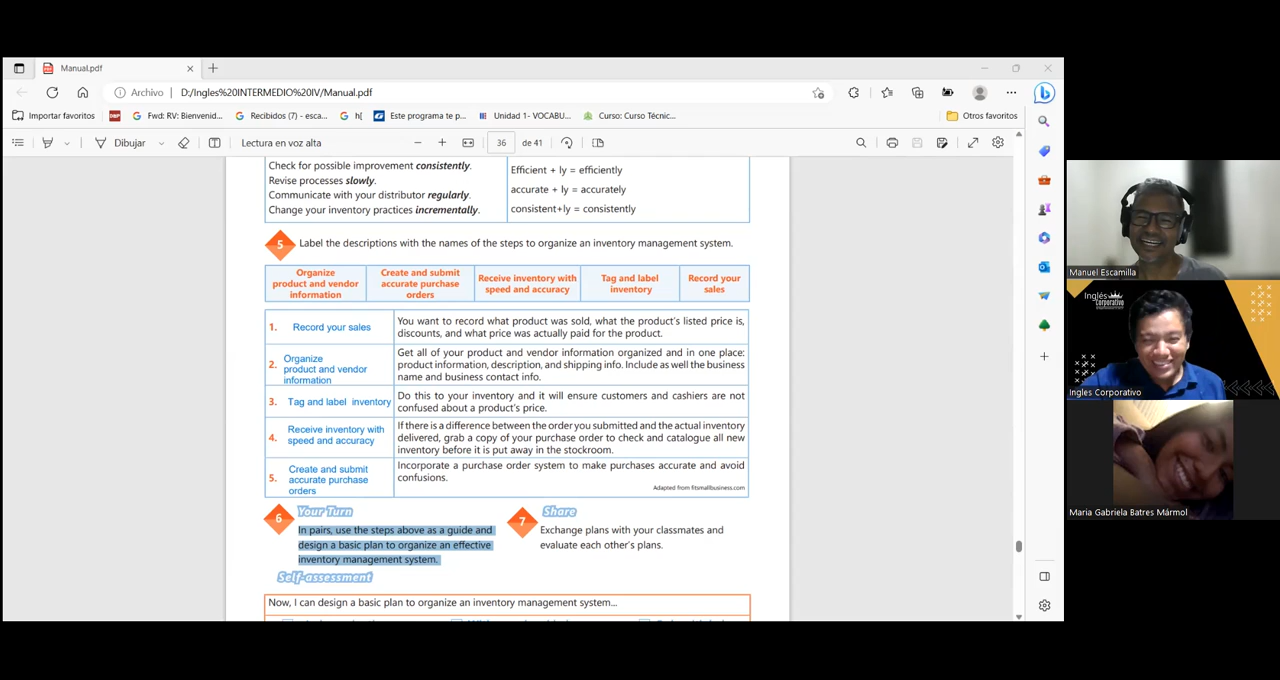 Manual.pdf
Archivo
D:/Ingles%20INTERMEDIO%20IV/Manual.pdf
Importar favoritos
Fwd: RV: Bienvenid...
Recibidos (7) - esca...
h[
Este programa te p...
Unidad 1- VOCABU...
Curso: Curso Técnic...
Otros favoritos
Dibujar
Lectura en voz alta
36
de 41
Check for possible improvement consistently.
Revise processes slowly.
Communicate with your distributor regularly.
Change your inventory practices incrementally.
Efficient + ly = efficiently
accurate + ly = accurately
consistent+ly = consistently
5
Label the descriptions with the names of the steps to organize an inventory management system.
Organize
product and vendor
information
Create and submit
accurate purchase
orders
Receive inventory with
speed and accuracy
Tag and label
inventory
Record your
sales
1.
Record your sales
You want to record what product was sold, what the product's listed price is,
discounts, and what price was actually paid for the product.
2.
Organize
product and vendor
information
Get all of your product and vendor information organized and in one place:
product information, description, and shipping info. Include as well the business
name and business contact info.
3.
Tag and label inventory
Do this to your inventory and it will ensure customers and cashiers are not
confused about a product's price.
4.
Receive inventory with
speed and accuracy
If there is a difference between the order you submitted and the actual inventory
delivered, grab a copy of your purchase order to check and catalogue all new
inventory before it is put away in the stockroom.
5.
Create and submit
accurate purchase
orders
Incorporate a purchase order system to make purchases accurate and avoid
confusions.
Adapted from fitsmallbusiness.com
6
Your Turn
In pairs, use the steps above as a guide and
design a basic plan to organize an effective
inventory management system.
7
Share
Exchange plans with your classmates and
evaluate each other's plans.
Self-assessment
Now, I can design a basic plan to organize an inventory management system...
Manuel Escamilla
Inglés
Corporativo
Ingles Corporativo
Maria Gabriela Batres Mármol